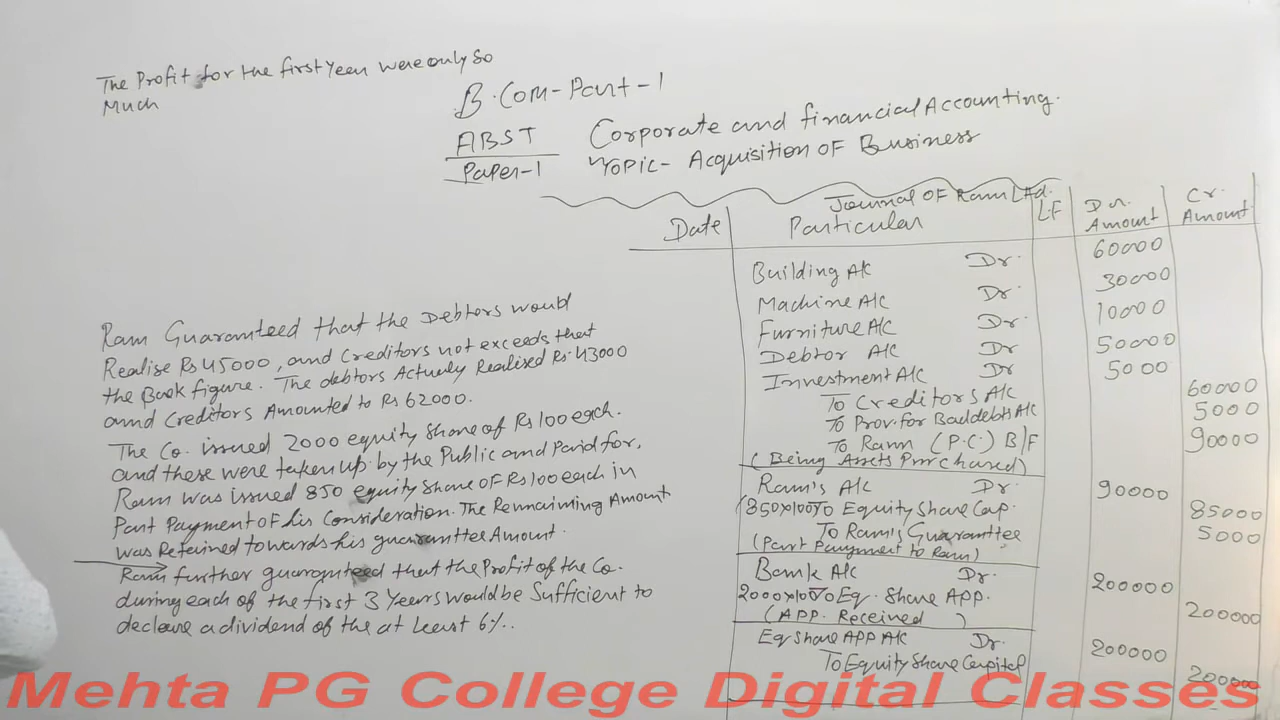 The Profit for the first Year were only so
Much
B.Com-Part-1
ABST
Paper-1
Corporate and financial Accounting.
Topic- Acquisition OF Business
Journal OF Ram Ltd.
Date
Particular
L.F
Dr.
Amount
Cr.
Amount
Building A/c Dr. 60000
Machine A/c Dr. 30000
Furniture A/c Dr. 10000
Debtor A/c Dr 50000
Investment A/c Dr 5000
To Creditors A/c 60000
To Prov. for Baddebts A/c 5000
To Ram (P.C.) B/F 90000
(Being Assets Purchased)
Ram's A/c Dr. 90000
(850x100 To Equity Share Cap. 85000
To Ram's Guarantee 5000
(Part Payment to Ram)
Bank A/c Dr. 200000
2000x100 To Eq. Share APP. 200000
(APP. Received )
Eq Share APP A/c Dr. 200000
To Equity Share Capital 200000
Ram Guaranteed that the Debtors would
Realise Rs 45000, and Creditors not exceeds that
the Book figure. The debtors Actuely Realised Rs. 43000
and Creditors Amounted to Rs 62000.
The Co. issued 2000 equity Share of Rs 100 each.
and these were taken up by the Public and Paid for,
Ram was issued 850 equity Share OF Rs 100 each in
Part Payment OF his Consideration. The Remaining Amount
was Retained towards his guaranttee Amount.
Ram further guaranteed that the Profit of the Co.
during each of the first 3 Years would be Sufficient to
declare a dividend of the at Least 6%..
Mehta PG College Digital Classes